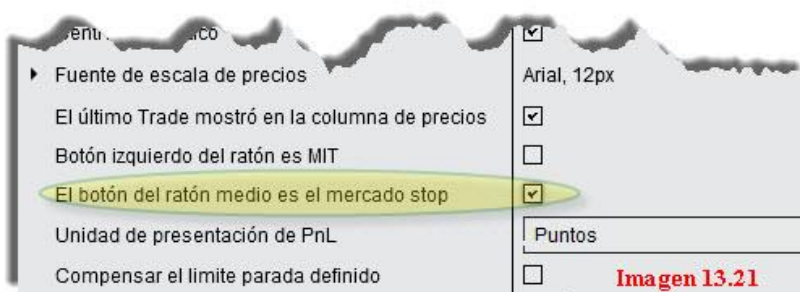 Fuente de escala de precios Arial, 12px
El último Trade mostró en la columna de precios
Botón izquierdo del ratón es MIT
El botón del ratón medio es el mercado stop
Unidad de presentación de PnL Puntos
Compensar el limite parada definido
Imagen 13.21